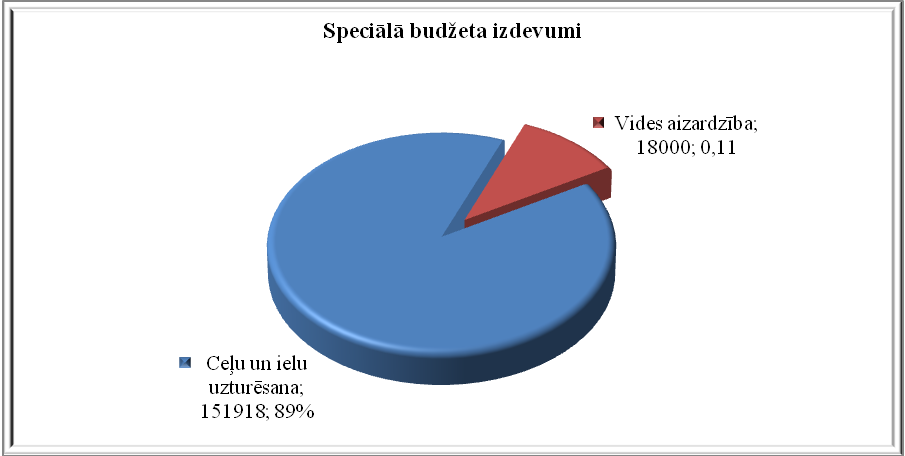 Speciālā budžeta izdevumi
Vides aizardzība;
18000; 0,11
Ceļu un ielu
uzturēsana;
151918; 89%